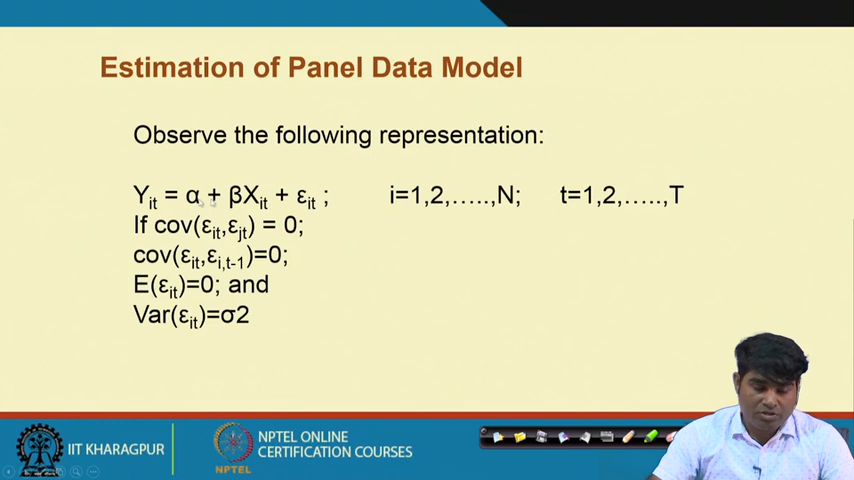 Estimation of Panel Data Model
Observe the following representation:
Yit = α + βXit + εit ; i=1,2,.....,N; t=1,2,.....,T
If cov(εit,εjt) = 0;
cov(εit,εi,t-1)=0;
E(εit)=0; and
Var(εit)=σ2
IIT KHARAGPUR
NPTEL
NPTEL ONLINE
CERTIFICATION COURSES